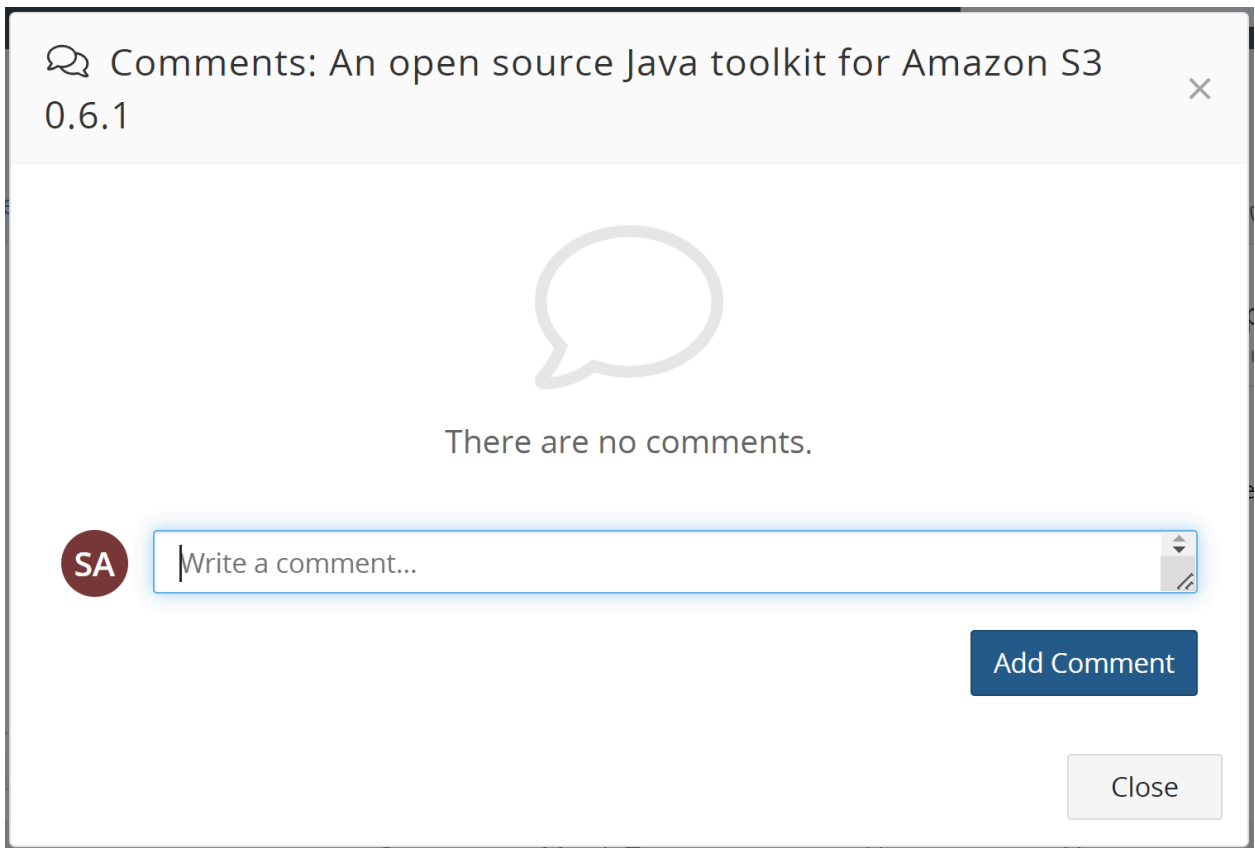 Comments: An open source Java toolkit for Amazon S3
0.6.1
×
There are no comments.
SA
Write a comment...
Add Comment
Close